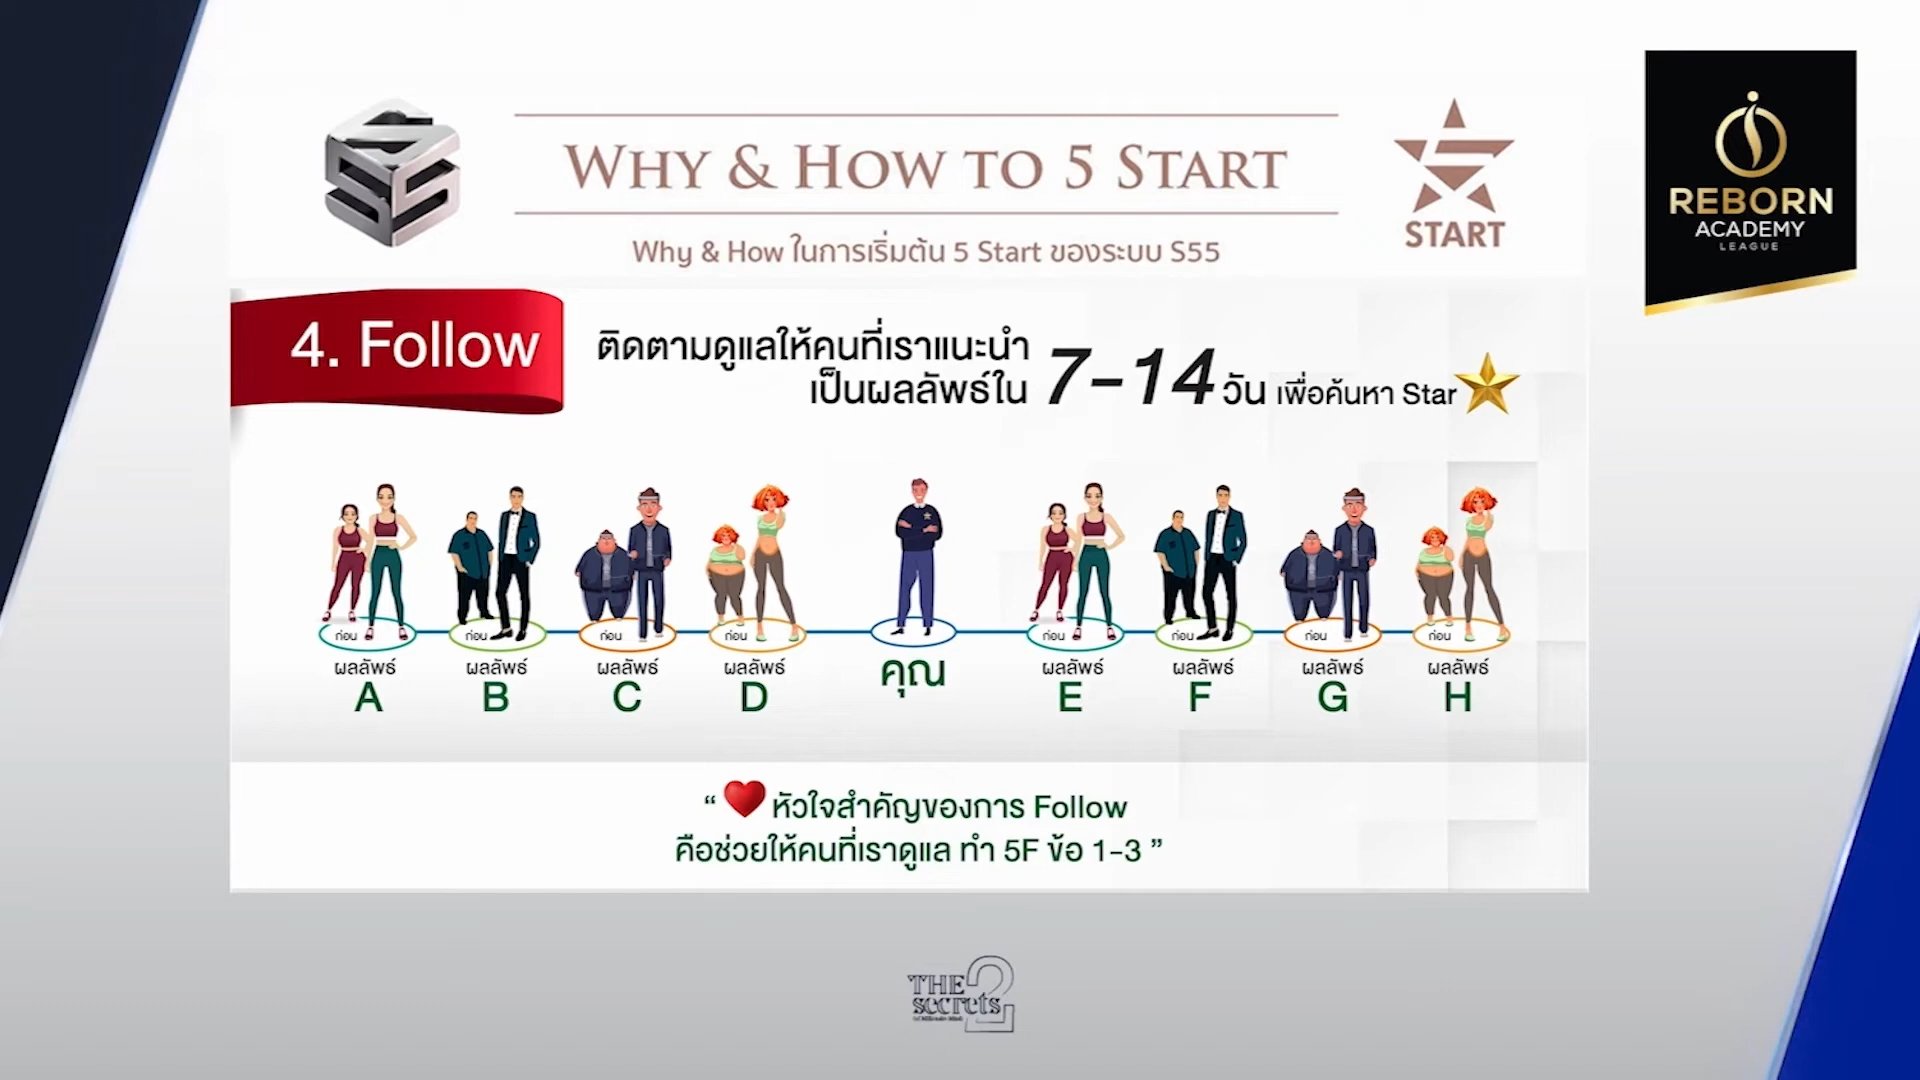 WHY & HOW TO 5 START
Why & How ในการเริ่มต้น 5 Start ของระบบ S55
START
REBORN
ACADEMY
LEAGUE
4. Follow
ติดตามดูแลให้คนที่เราแนะนำ
เป็นผลลัพธ์ใน 7-14 วัน เพื่อค้นหา Star
ก่อน ก่อน ก่อน ก่อน ก่อน ก่อน ก่อน ก่อน
ผลลัพธ์ ผลลัพธ์ ผลลัพธ์ ผลลัพธ์ คุณ ผลลัพธ์ ผลลัพธ์ ผลลัพธ์ ผลลัพธ์
A B C D E F G H
“ หัวใจสำคัญของการ Follow
คือช่วยให้คนที่เราดูแล ทำ 5F ข้อ 1-3 ”
THE 2
secrets